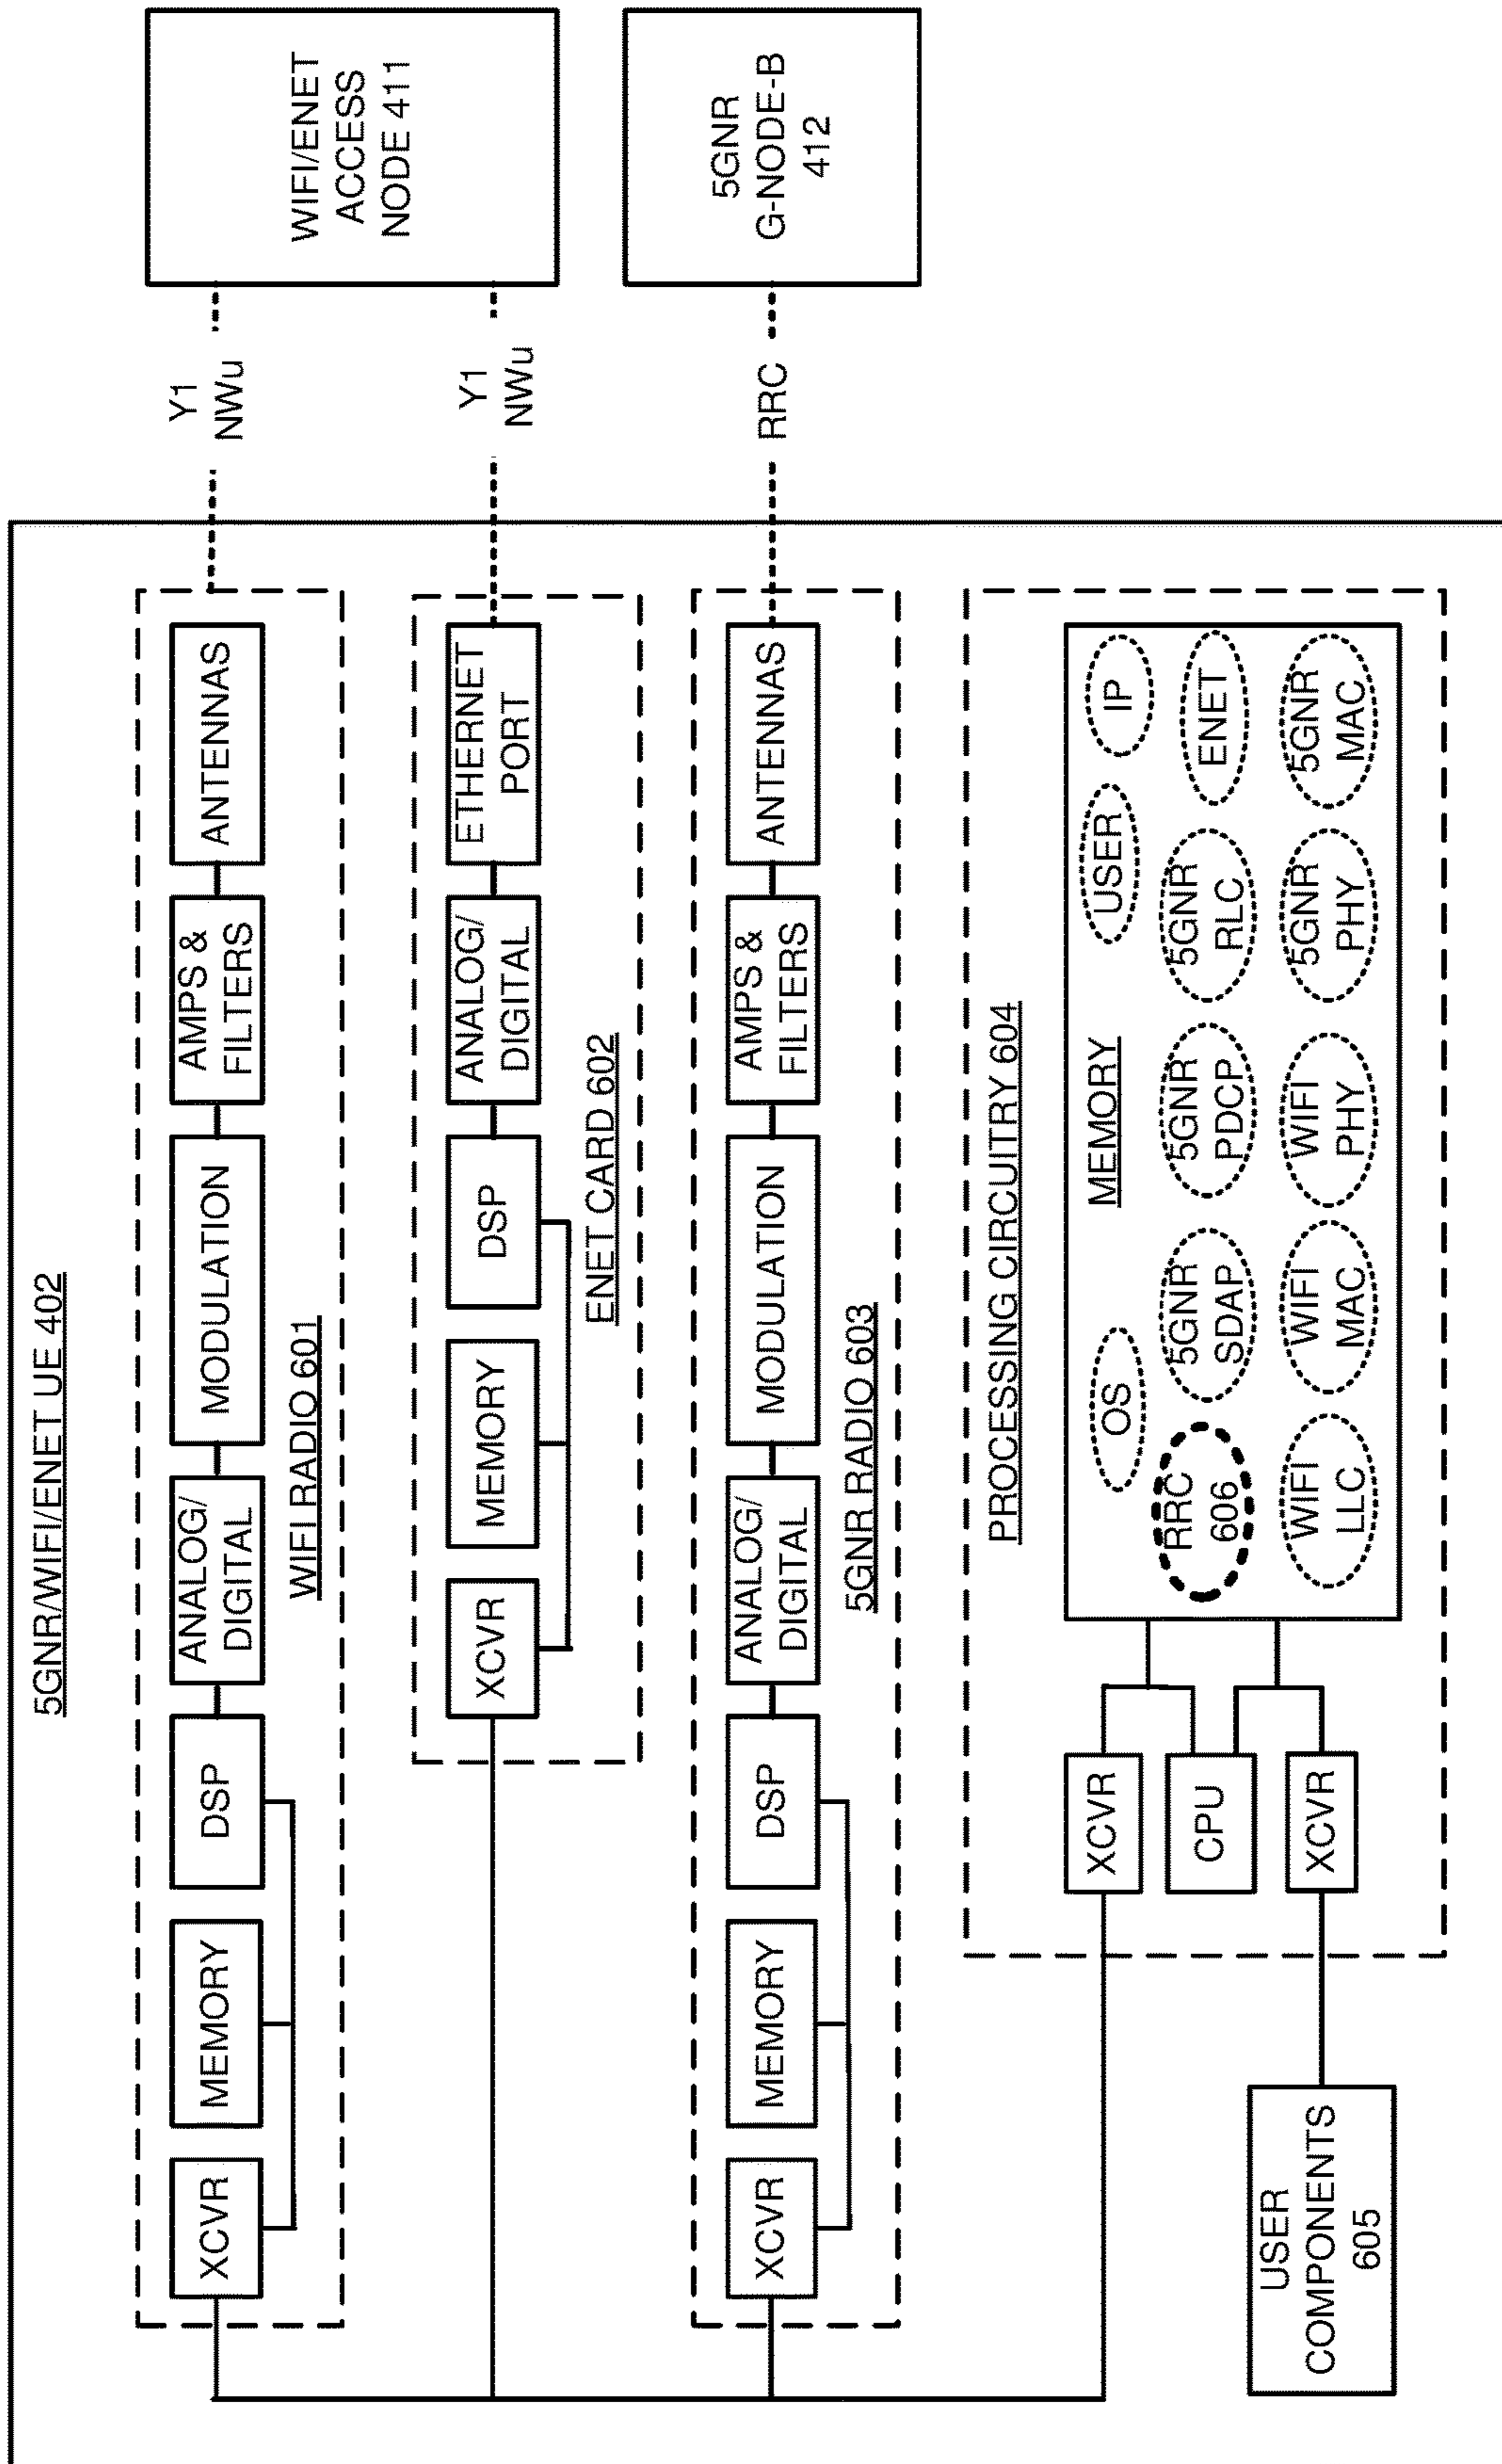 5GNR/WIFI/ENET UE 402
XCVR
MEMORY
DSP
ANALOG/
DIGITAL
MODULATION
AMPS &
FILTERS
ANTENNAS
WIFI RADIO 601
Y1
NWu
WIFI/ENET
ACCESS
NODE 411
XCVR
MEMORY
DSP
ANALOG/
DIGITAL
ETHERNET
PORT
ENET CARD 602
Y1
NWu
XCVR
MEMORY
DSP
ANALOG/
DIGITAL
MODULATION
AMPS &
FILTERS
ANTENNAS
5GNR RADIO 603
RRC
5GNR
G-NODE-B
412
PROCESSING CIRCUITRY 604
XCVR
CPU
XCVR
MEMORY
OS
USER
IP
RRC
606
5GNR
SDAP
5GNR
PDCP
5GNR
RLC
ENET
WIFI
LLC
WIFI
MAC
WIFI
PHY
5GNR
PHY
5GNR
MAC
USER
COMPONENTS
605